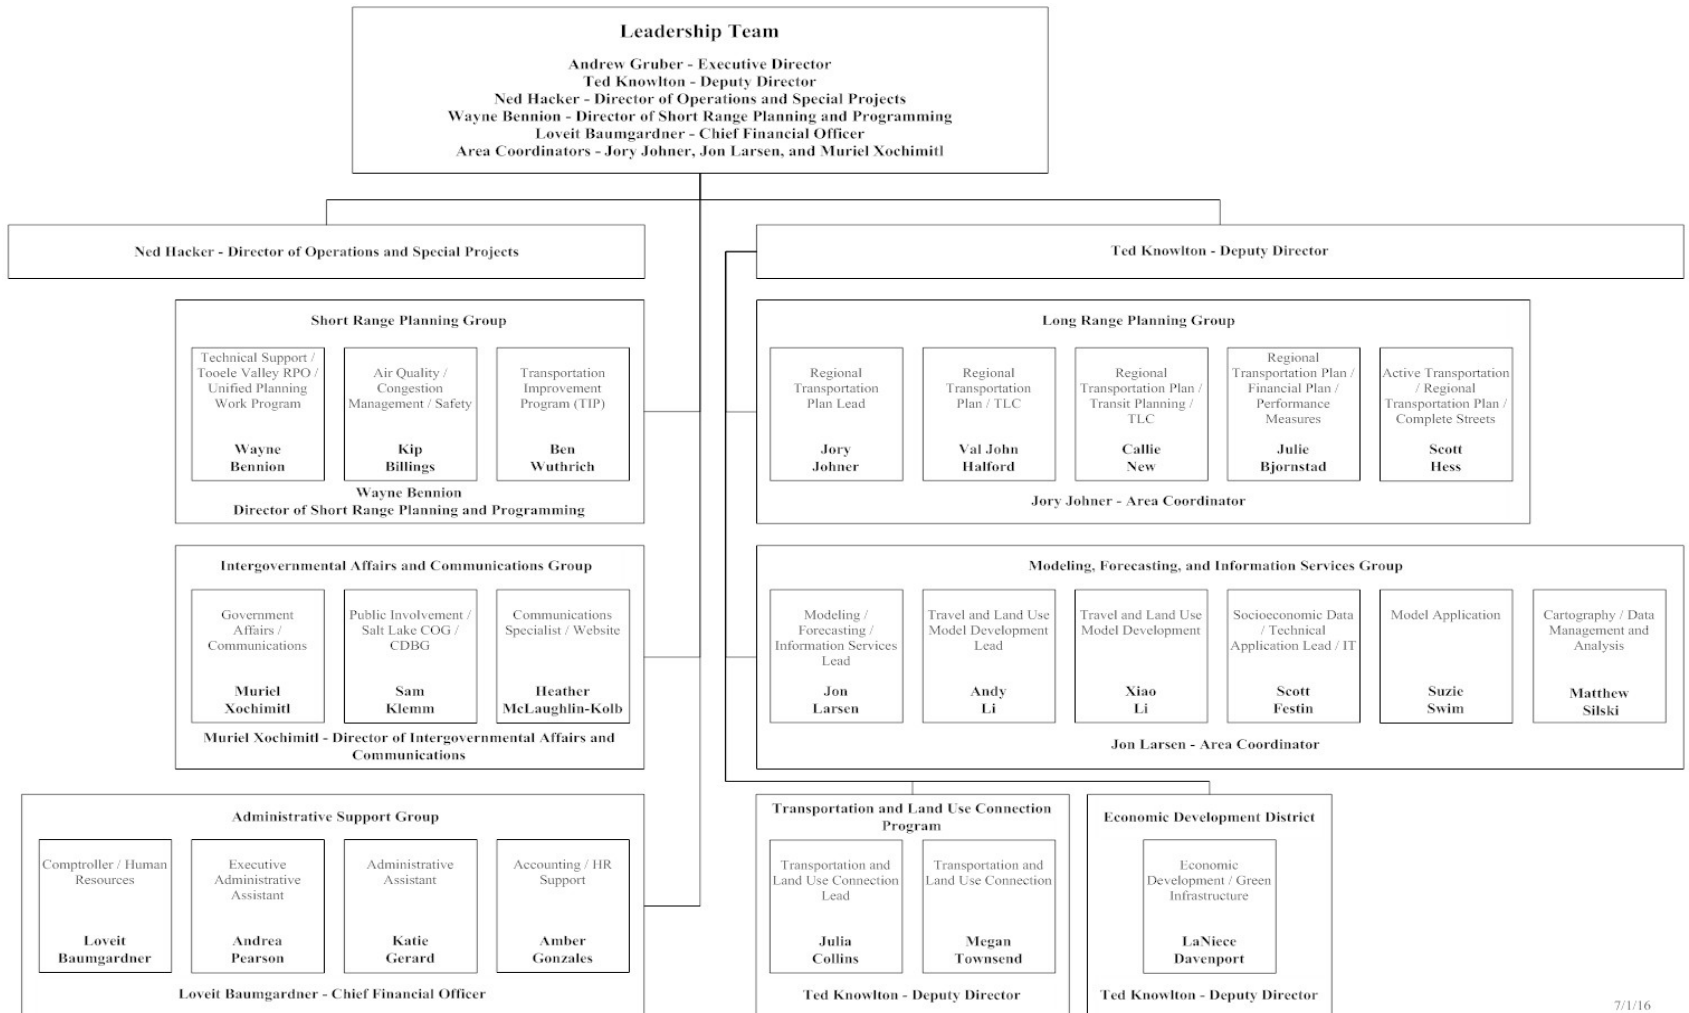 Leadership Team
Andrew Gruber - Executive Director
Ted Knowlton - Deputy Director
Ned Hacker - Director of Operations and Special Projects
Wayne Bennion - Director of Short Range Planning and Programming
Loveit Baumgardner - Chief Financial Officer
Area Coordinators - Jory Johner, Jon Larsen, and Muriel Xochimitl
Ned Hacker - Director of Operations and Special Projects
Ted Knowlton - Deputy Director
Short Range Planning Group
Technical Support /
Tooele Valley RPO /
Unified Planning
Work Program
Wayne
Bennion
Air Quality /
Congestion
Management / Safety
Kip
Billings
Transportation
Improvement
Program (TIP)
Ben
Wuthrich
Wayne Bennion
Director of Short Range Planning and Programming
Long Range Planning Group
Regional
Transportation
Plan Lead
Jory
Johner
Regional
Transportation
Plan / TLC
Val John
Halford
Regional
Transportation Plan /
Transit Planning /
TLC
Callie
New
Regional
Transportation Plan /
Financial Plan /
Performance
Measures
Julie
Bjornstad
Active Transportation
/ Regional
Transportation Plan /
Complete Streets
Scott
Hess
Jory Johner - Area Coordinator
Intergovernmental Affairs and Communications Group
Government
Affairs /
Communications
Muriel
Xochimitl
Public Involvement /
Salt Lake COG /
CDBG
Sam
Klemm
Communications
Specialist / Website
Heather
McLaughlin-Kolb
Muriel Xochimitl - Director of Intergovernmental Affairs and
Communications
Modeling, Forecasting, and Information Services Group
Modeling /
Forecasting /
Information Services
Lead
Jon
Larsen
Travel and Land Use
Model Development
Lead
Andy
Li
Travel and Land Use
Model Development
Xiao
Li
Socioeconomic Data
/ Technical
Application Lead / IT
Scott
Festin
Model Application
Suzie
Swim
Cartography / Data
Management and
Analysis
Matthew
Silski
Jon Larsen - Area Coordinator
Administrative Support Group
Comptroller / Human
Resources
Loveit
Baumgardner
Executive
Administrative
Assistant
Andrea
Pearson
Administrative
Assistant
Katie
Gerard
Accounting / HR
Support
Amber
Gonzales
Loveit Baumgardner - Chief Financial Officer
Transportation and Land Use Connection
Program
Transportation and
Land Use Connection
Lead
Julia
Collins
Transportation and
Land Use Connection
Megan
Townsend
Ted Knowlton - Deputy Director
Economic Development District
Economic
Development / Green
Infrastructure
LaNiece
Davenport
Ted Knowlton - Deputy Director
7/1/16